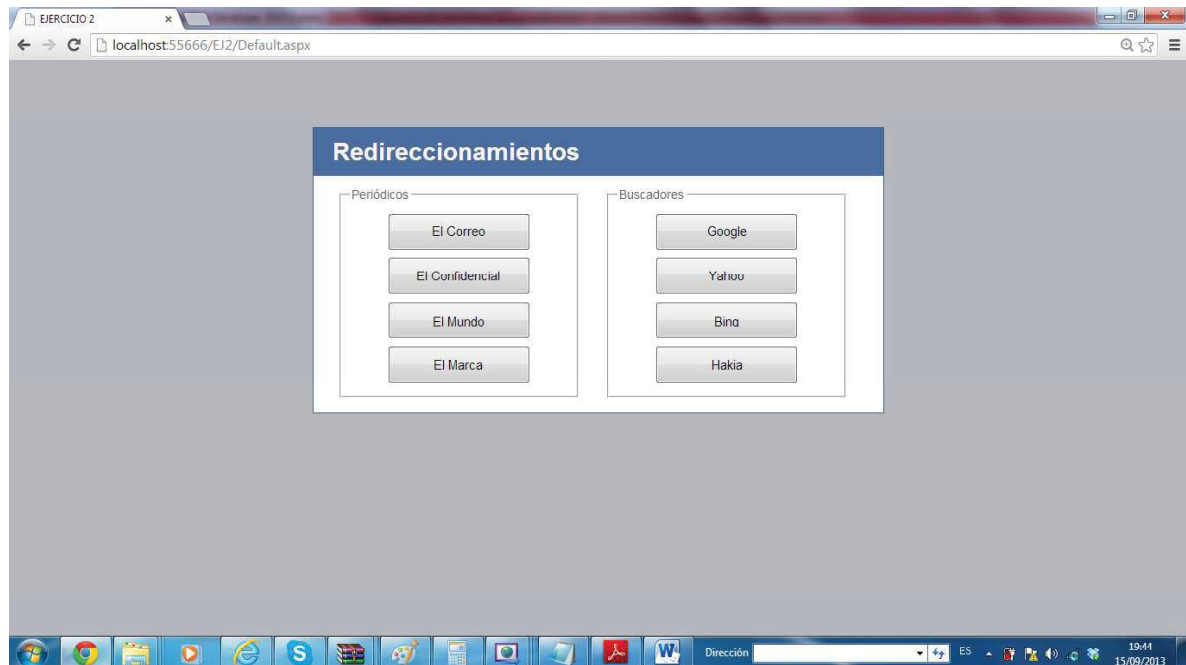 EJERCICIO 2
localhost:55666/EJ2/Default.aspx
Redireccionamientos
Periódicos
El Correo
El Confidencial
El Mundo
El Marca
Buscadores
Google
Yahoo
Bing
Hakia
Dirección
ES
19:44
15/09/2013